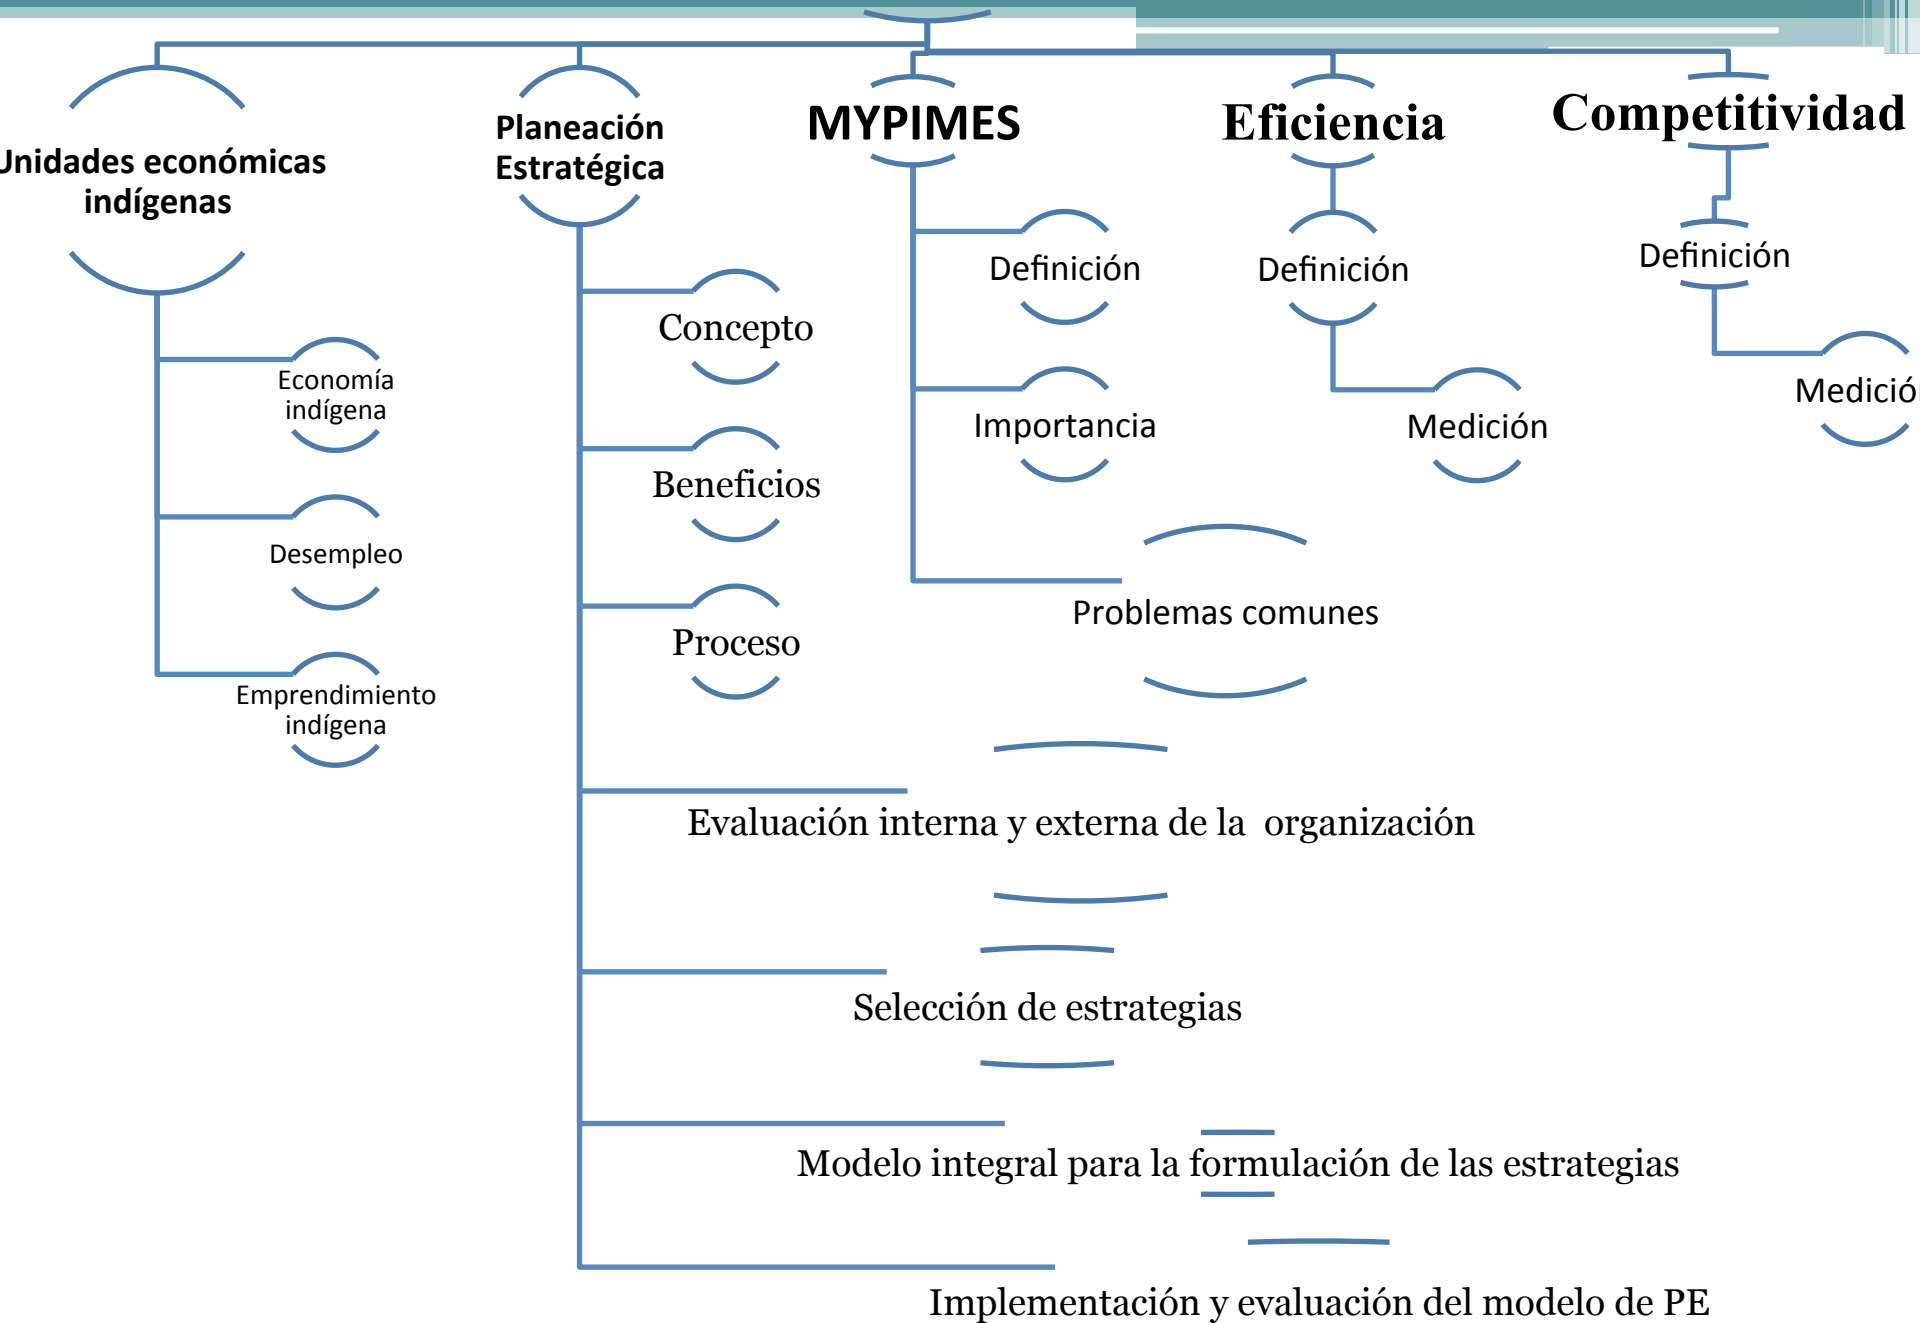 Unidades económicas
indígenas
Economía
indígena
Desempleo
Emprendimiento
indígena
Planeación
Estratégica
Concepto
Beneficios
Proceso
Evaluación interna y externa de la organización
Selección de estrategias
Modelo integral para la formulación de las estrategias
Implementación y evaluación del modelo de PE
MYPIMES
Definición
Importancia
Problemas comunes
Eficiencia
Definición
Medición
Competitividad
Definición
Medición